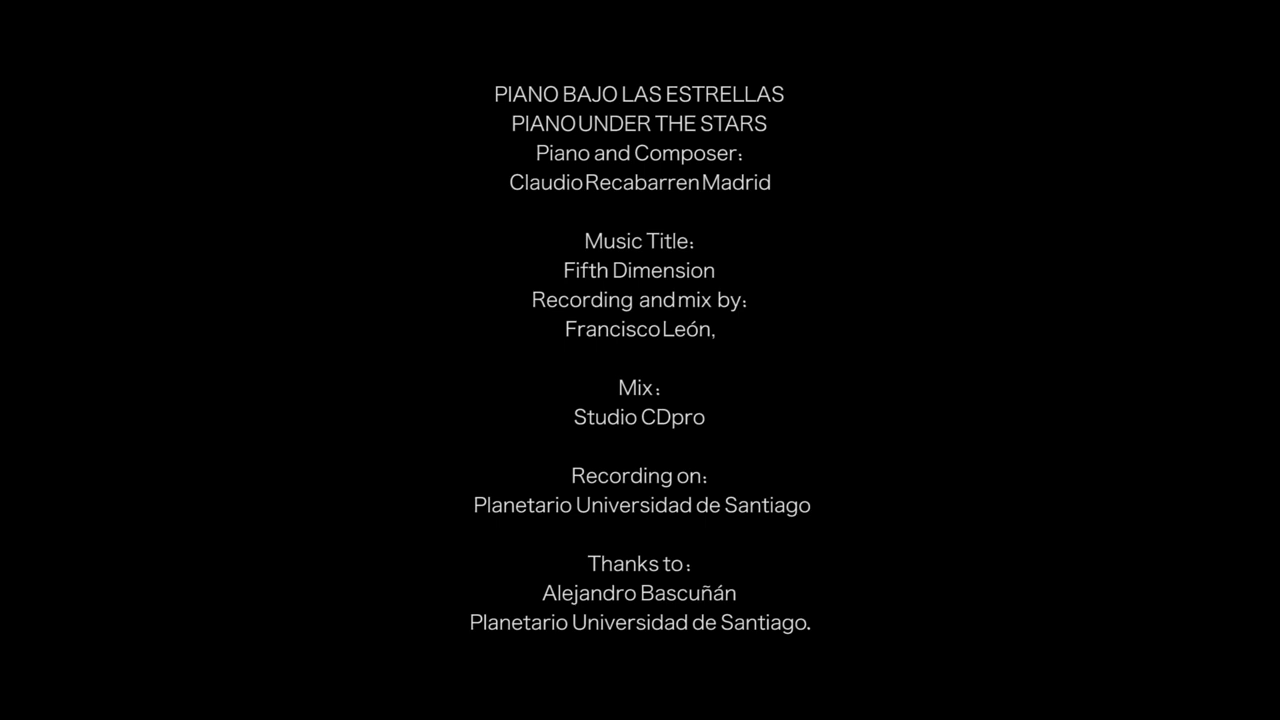 PIANO BAJO LAS ESTRELLAS
PIANO UNDER THE STARS
Piano and Composer:
Claudio Recabarren Madrid
Music Title:
Fifth Dimension
Recording and mix by:
Francisco León,
Mix:
Studio CDpro
Recording on:
Planetario Universidad de Santiago
Thanks to:
Alejandro Bascuñán
Planetario Universidad de Santiago.